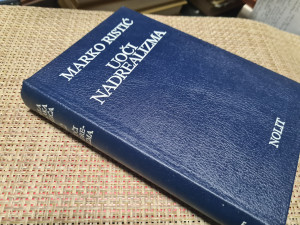 MARKO RISTIĆ
UOČI
NADREALIZMA
NOLIT